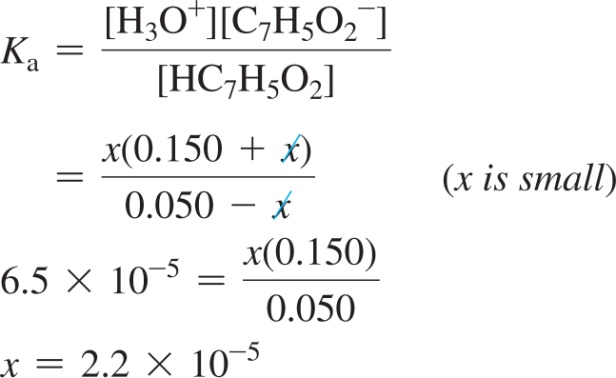 Kₐ = [H₃O⁺][C₇H₅O₂⁻] / [HC₇H₅O₂]
= x(0.150 + x) / 0.050 − x (x is small)
6.5 × 10⁻⁵ = x(0.150) / 0.050
x = 2.2 × 10⁻⁵